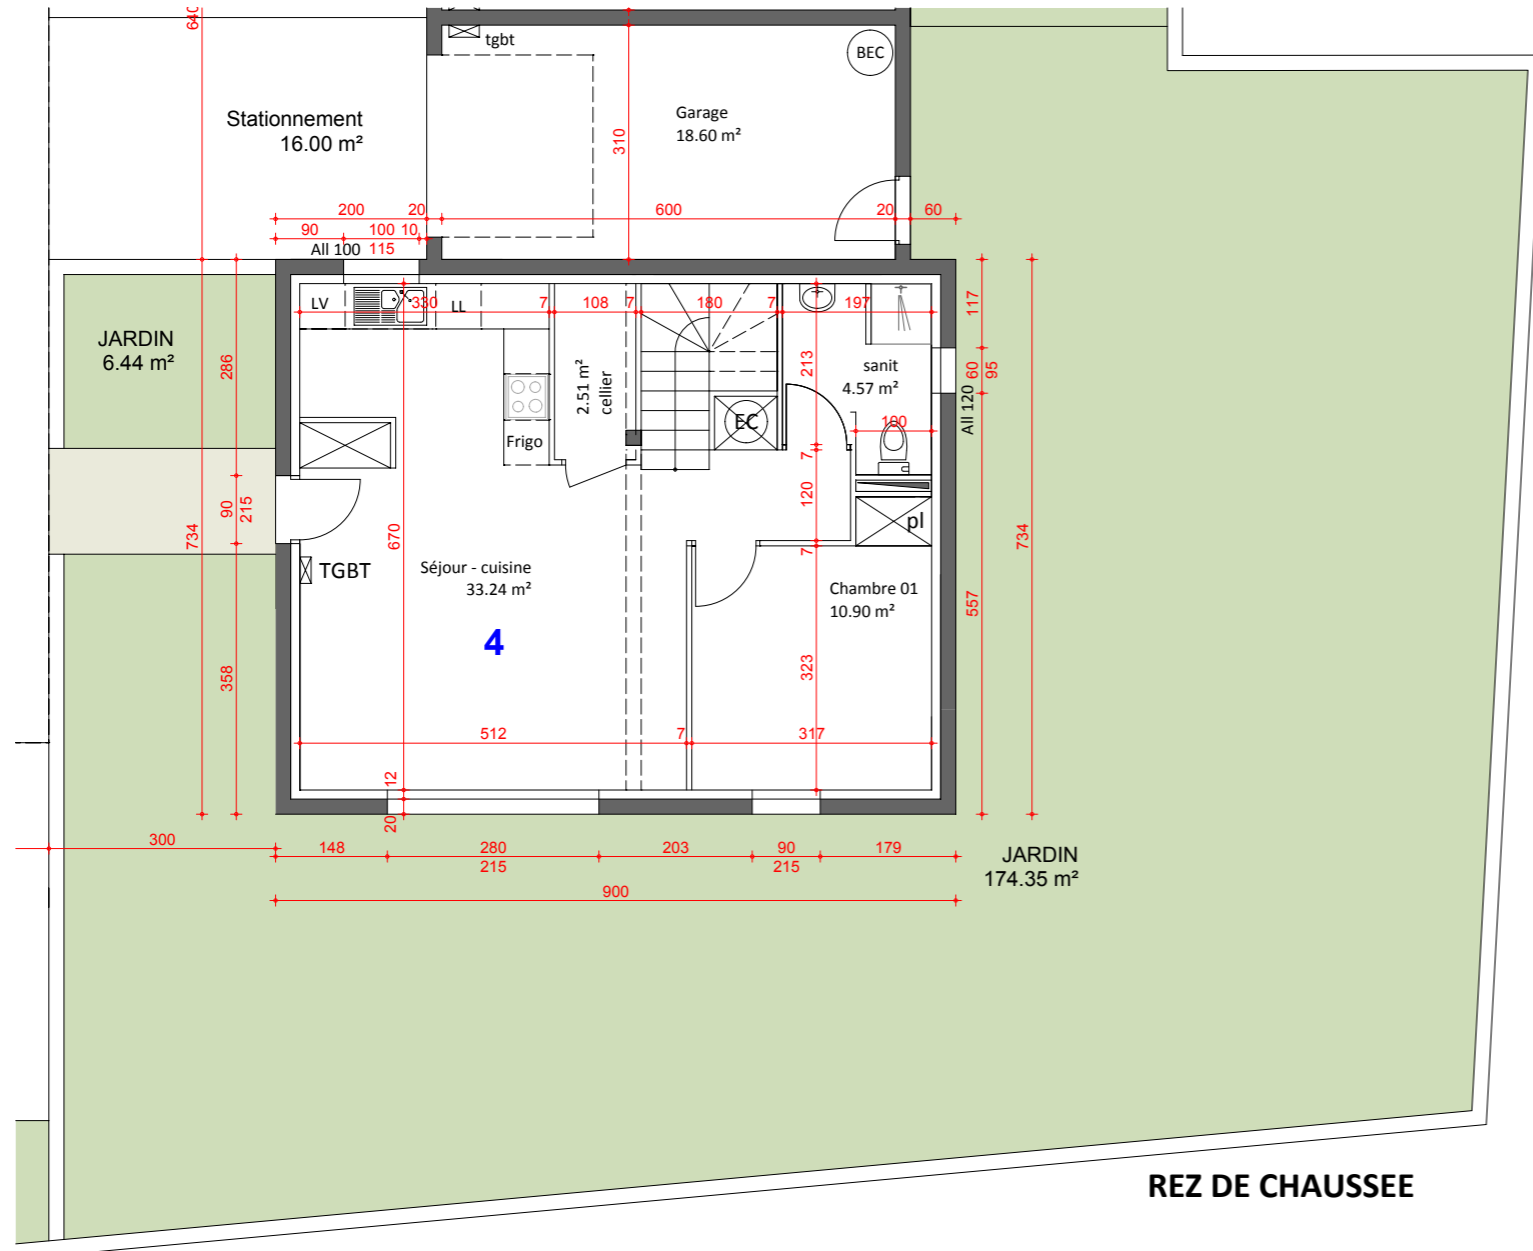 640
tgbt
BEC
Stationnement
16.00 m²
Garage
18.60 m²
310
200
20
600
20
60
90
100
10
All 100
115
LV
330
LL
7
108
7
180
7
197
117
JARDIN
6.44 m²
286
2.51 m²
cellier
213
sanit
4.57 m²
60
95
All 120
EC
100
Frigo
7
90
215
120
pl
734
670
734
TGBT
Séjour - cuisine
33.24 m²
7
Chambre 01
10.90 m²
557
4
358
323
512
7
317
12
20
300
148
280
203
90
179
215
215
JARDIN
174.35 m²
900
REZ DE CHAUSSEE